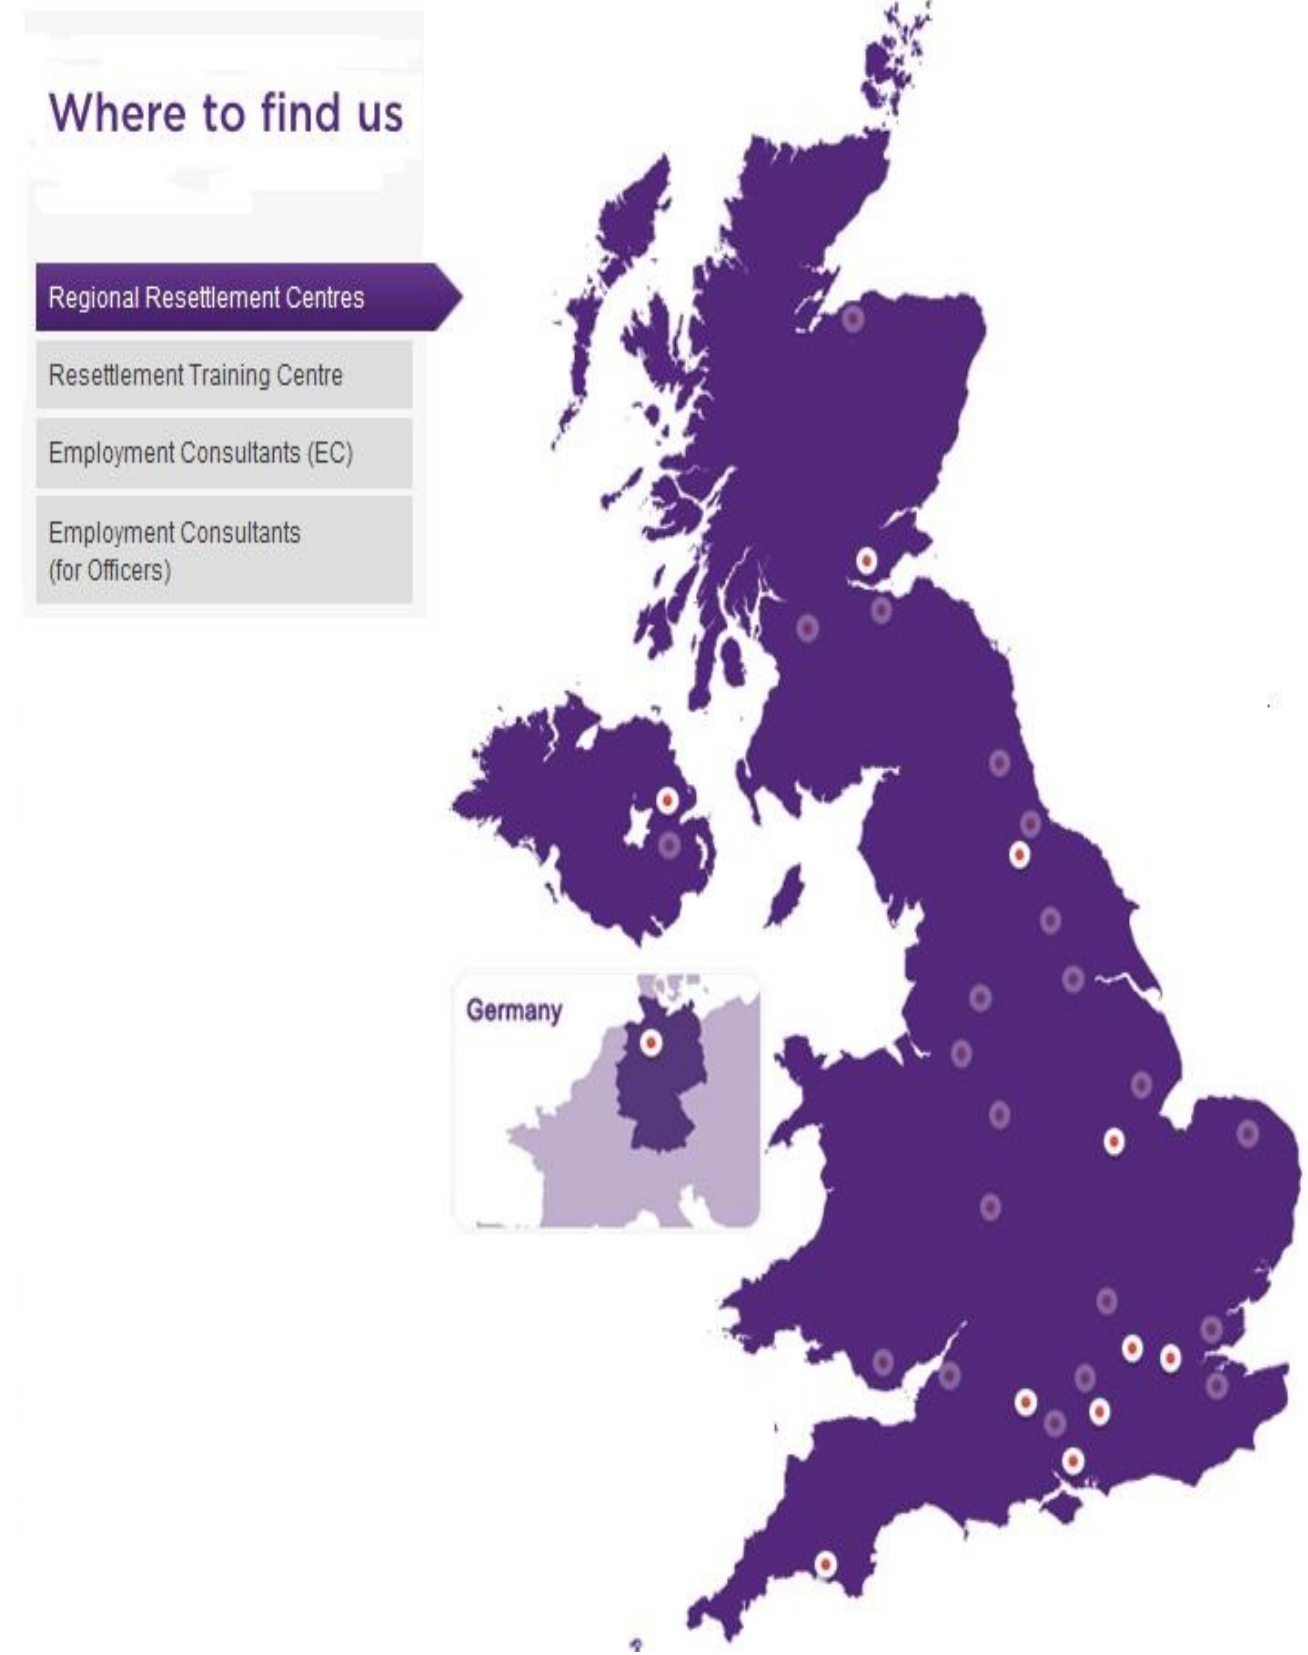 Where to find us
Regional Resettlement Centres
Resettlement Training Centre
Employment Consultants (EC)
Employment Consultants
(for Officers)
Germany